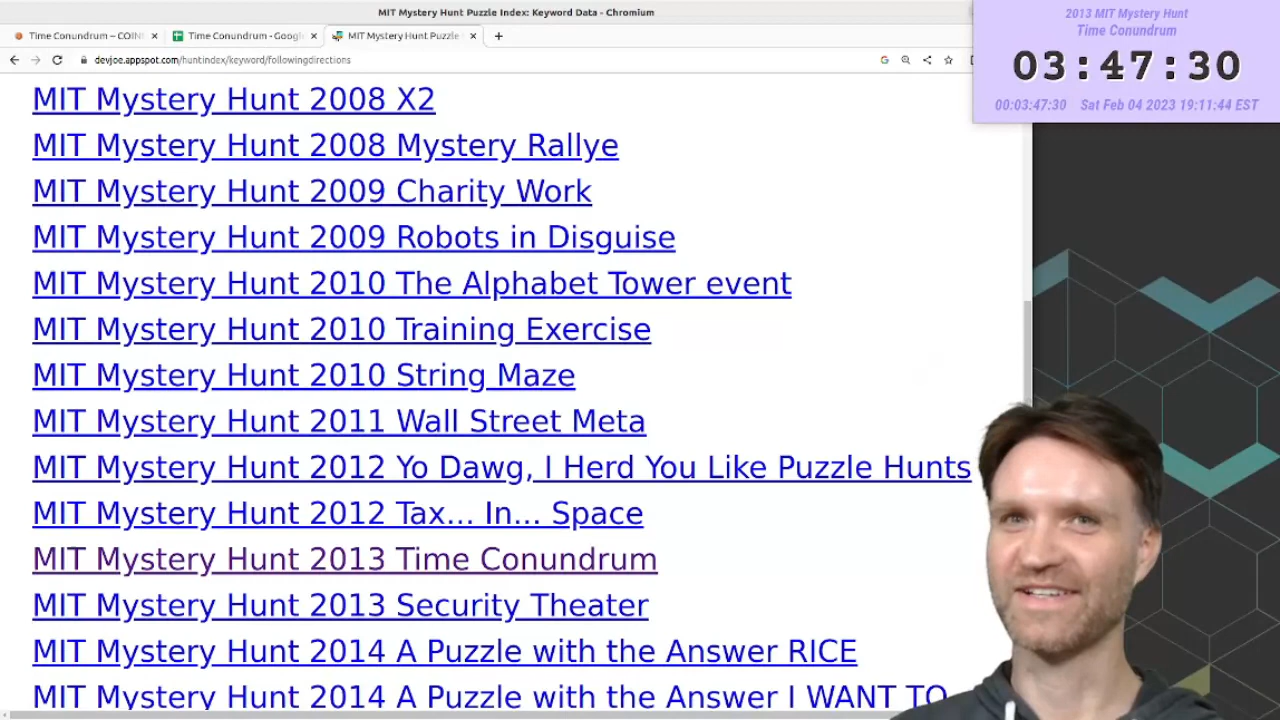 MIT Mystery Hunt Puzzle Index: Keyword Data - Chromium
Time Conundrum – COIN
Time Conundrum - Googl
MIT Mystery Hunt Puzzle
devjoe.appspot.com/huntindex/keyword/followingdirections
2013 MIT Mystery Hunt
Time Conundrum
03:47:30
00:03:47:30 Sat Feb 04 2023 19:11:44 EST
MIT Mystery Hunt 2008 X2
MIT Mystery Hunt 2008 Mystery Rallye
MIT Mystery Hunt 2009 Charity Work
MIT Mystery Hunt 2009 Robots in Disguise
MIT Mystery Hunt 2010 The Alphabet Tower event
MIT Mystery Hunt 2010 Training Exercise
MIT Mystery Hunt 2010 String Maze
MIT Mystery Hunt 2011 Wall Street Meta
MIT Mystery Hunt 2012 Yo Dawg, I Herd You Like Puzzle Hunts
MIT Mystery Hunt 2012 Tax... In... Space
MIT Mystery Hunt 2013 Time Conundrum
MIT Mystery Hunt 2013 Security Theater
MIT Mystery Hunt 2014 A Puzzle with the Answer RICE
MIT Mystery Hunt 2014 A Puzzle with the Answer I WANT TO